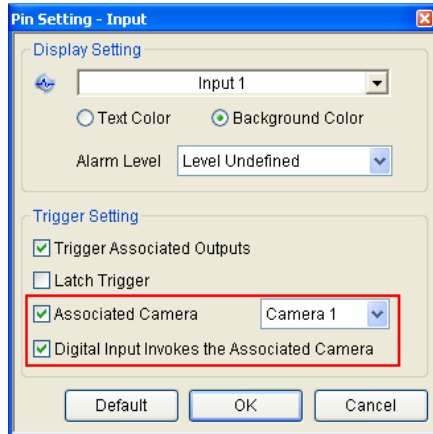 Pin Setting - Input
Display Setting
Input 1
Text Color Background Color
Alarm Level Level Undefined
Trigger Setting
Trigger Associated Outputs
Latch Trigger
Associated Camera Camera 1
Digital Input Invokes the Associated Camera
Default OK Cancel